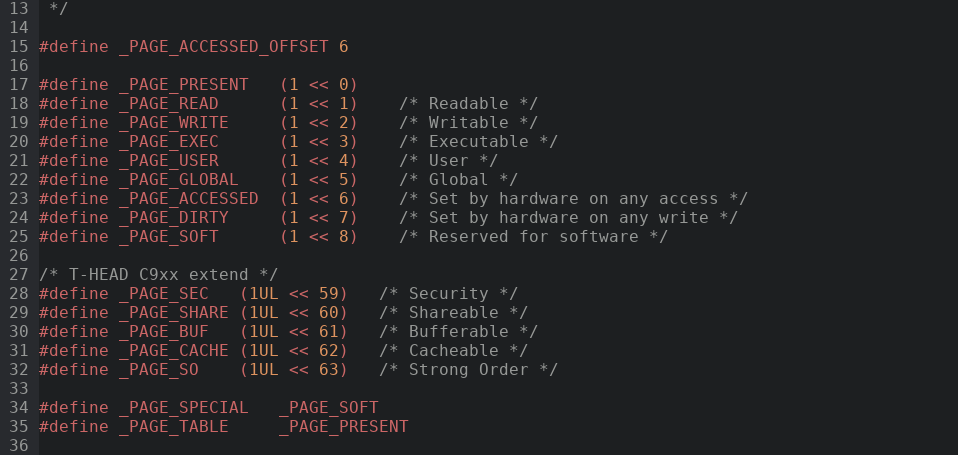 13  */
14
15 #define _PAGE_ACCESSED_OFFSET 6
16
17 #define _PAGE_PRESENT   (1 << 0)
18 #define _PAGE_READ      (1 << 1)    /* Readable */
19 #define _PAGE_WRITE     (1 << 2)    /* Writable */
20 #define _PAGE_EXEC      (1 << 3)    /* Executable */
21 #define _PAGE_USER      (1 << 4)    /* User */
22 #define _PAGE_GLOBAL    (1 << 5)    /* Global */
23 #define _PAGE_ACCESSED  (1 << 6)    /* Set by hardware on any access */
24 #define _PAGE_DIRTY     (1 << 7)    /* Set by hardware on any write */
25 #define _PAGE_SOFT      (1 << 8)    /* Reserved for software */
26
27 /* T-HEAD C9xx extend */
28 #define _PAGE_SEC   (1UL << 59)   /* Security */
29 #define _PAGE_SHARE (1UL << 60)   /* Shareable */
30 #define _PAGE_BUF   (1UL << 61)   /* Bufferable */
31 #define _PAGE_CACHE (1UL << 62)   /* Cacheable */
32 #define _PAGE_SO    (1UL << 63)   /* Strong Order */
33
34 #define _PAGE_SPECIAL   _PAGE_SOFT
35 #define _PAGE_TABLE     _PAGE_PRESENT
36